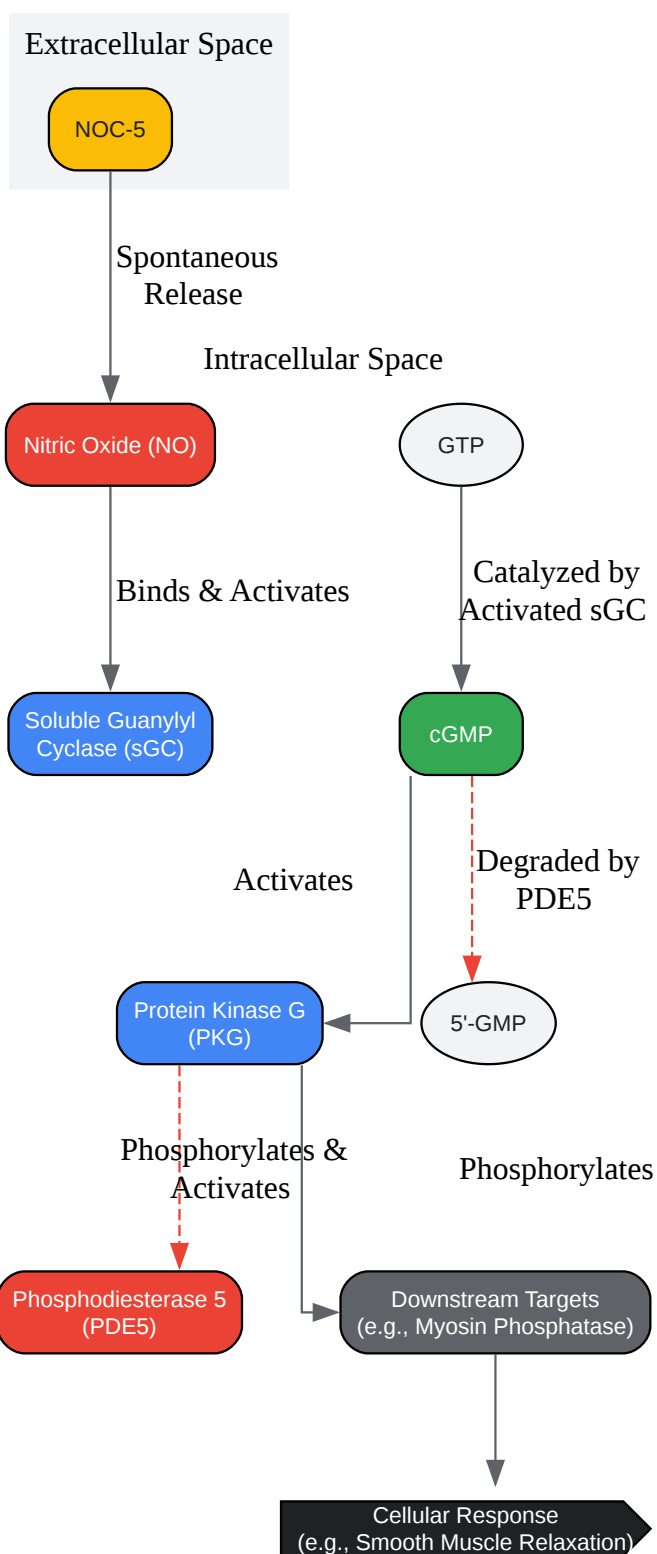 Extracellular Space
NOC-5
Spontaneous
Release
Intracellular Space
Nitric Oxide (NO)
GTP
Binds & Activates
Catalyzed by
Activated sGC
Soluble Guanylyl
Cyclase (sGC)
cGMP
Activates
Degraded by
PDE5
Protein Kinase G
(PKG)
5'-GMP
Phosphorylates &
Activates
Phosphorylates
Phosphodiesterase 5
(PDE5)
Downstream Targets
(e.g., Myosin Phosphatase)
Cellular Response
(e.g., Smooth Muscle Relaxation)